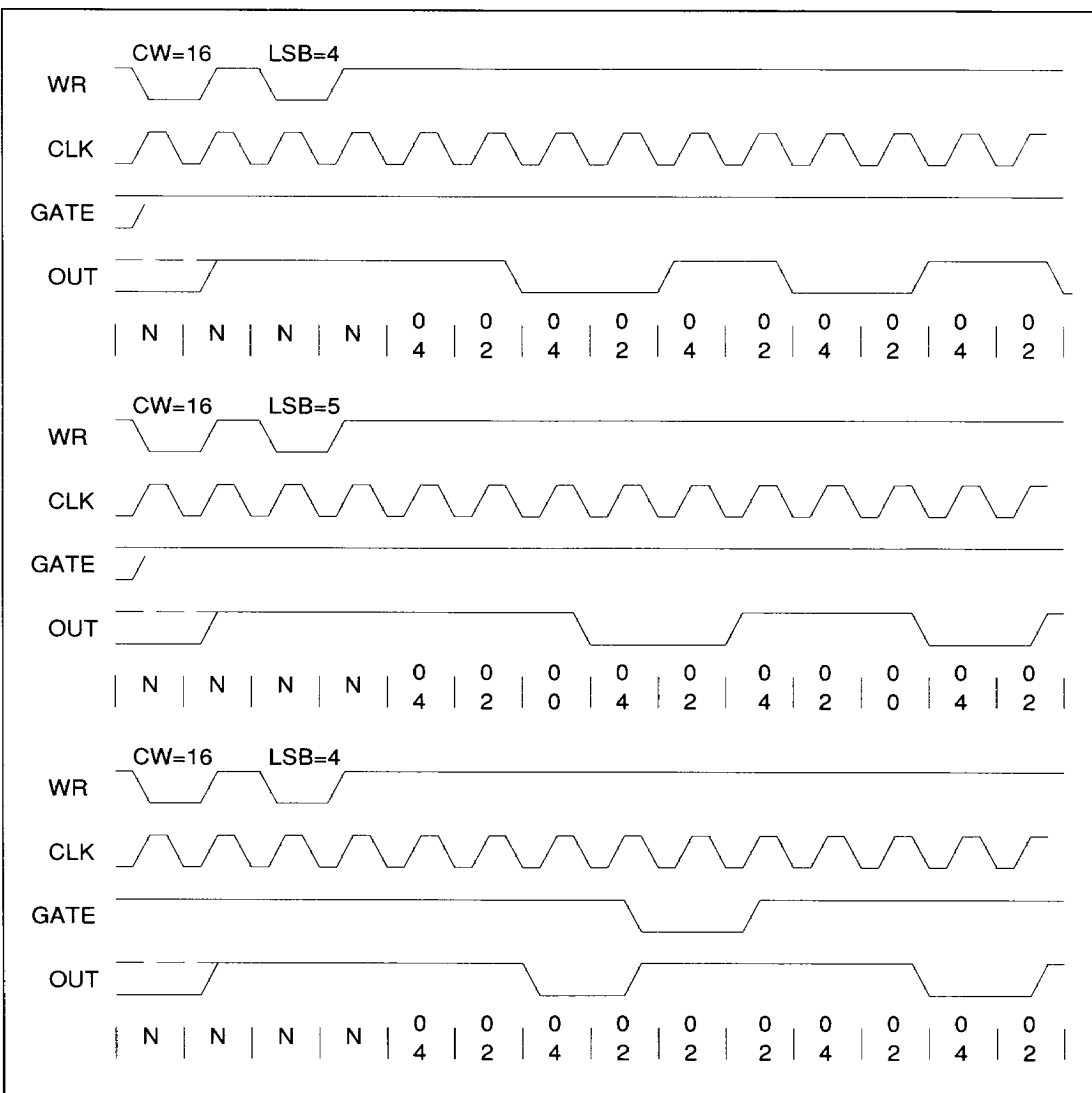 CW=16 LSB=4
WR
CLK
GATE
OUT
N N N N 0 0 0 0 0 0 0 0 0 0
4 2 4 2 4 2 4 2 4 2
CW=16 LSB=5
WR
CLK
GATE
OUT
N N N N 0 0 0 0 0 0 0 0 0 0
4 2 0 4 2 4 2 0 4 2
CW=16 LSB=4
WR
CLK
GATE
OUT
N N N N 0 0 0 0 0 0 0 0 0 0
4 2 4 2 2 2 4 2 4 2